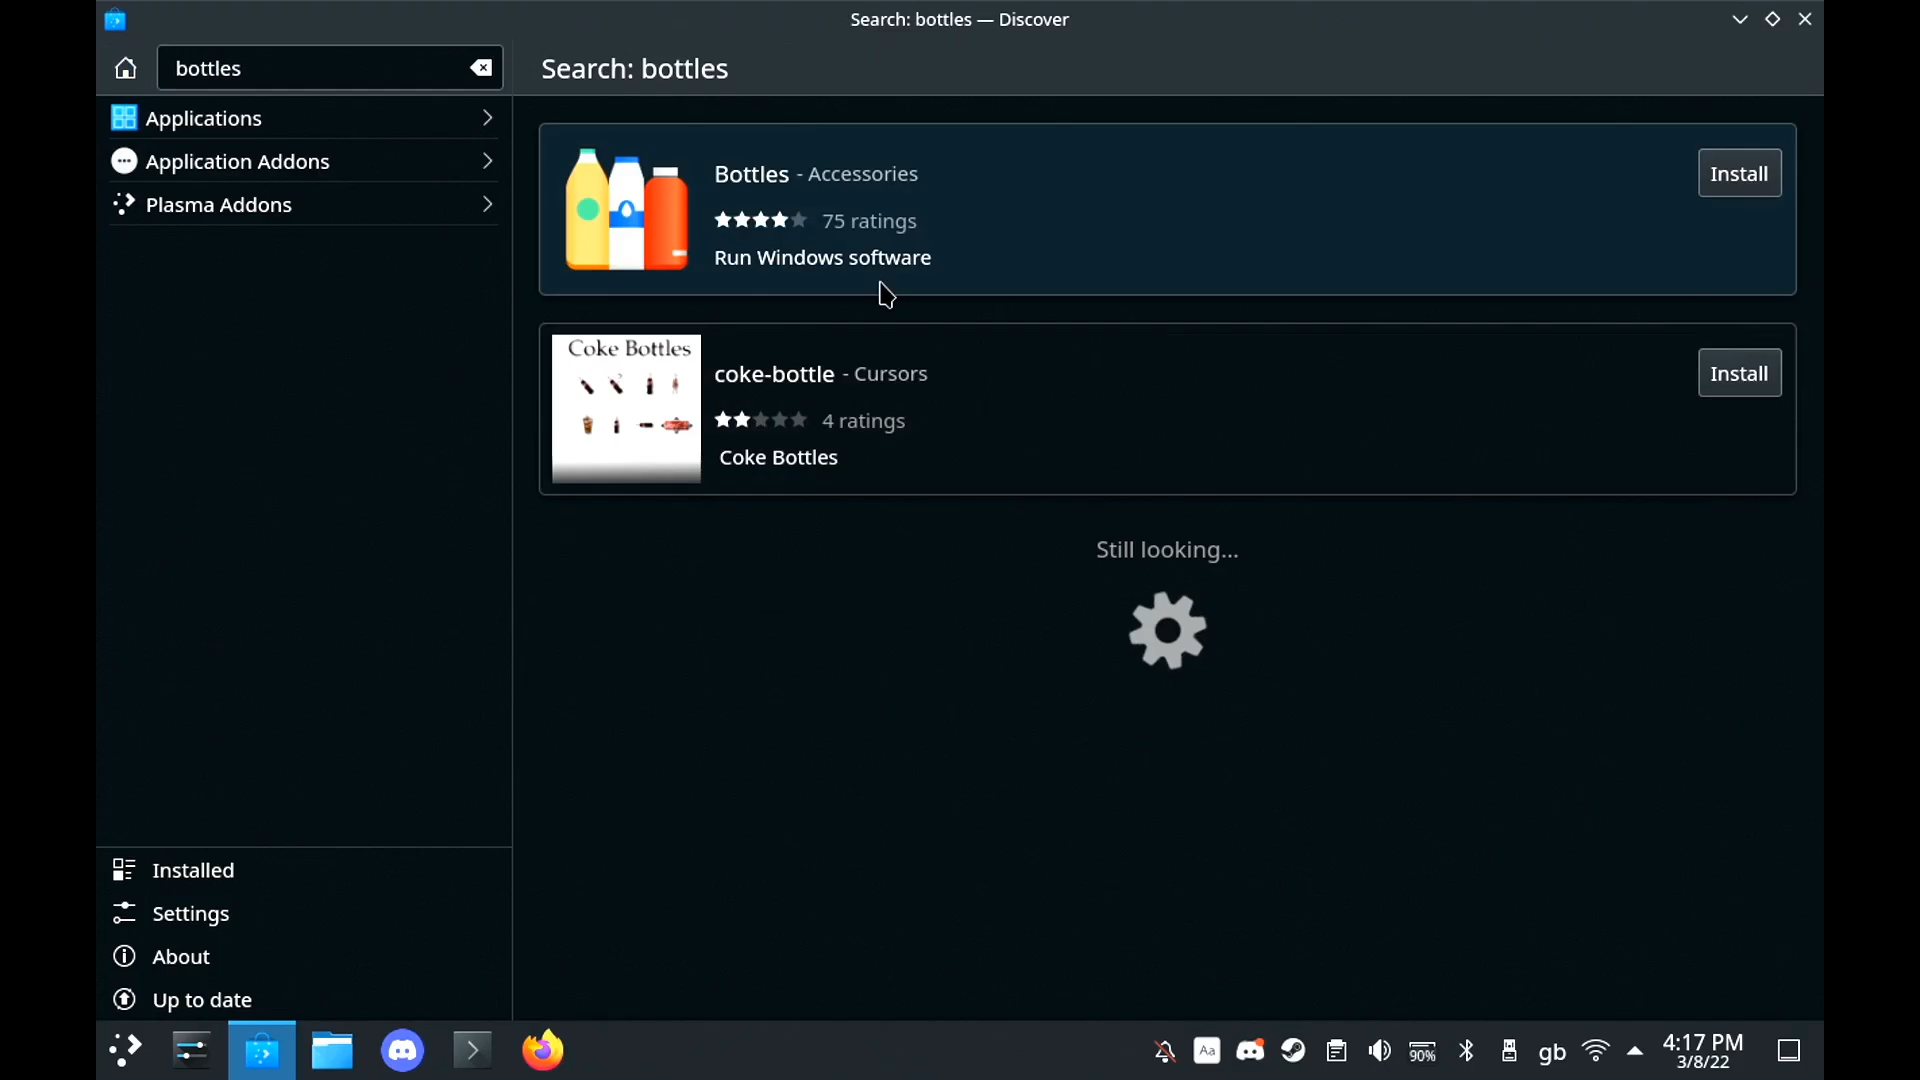 Search: bottles — Discover
bottles
Search: bottles
Applications
Application Addons
Plasma Addons
Bottles - Accessories
Install
75 ratings
Run Windows software
Coke Bottles
coke-bottle - Cursors
Install
4 ratings
Coke Bottles
Still looking...
Installed
Settings
About
Up to date
Aa
90%
gb
4:17 PM
3/8/22